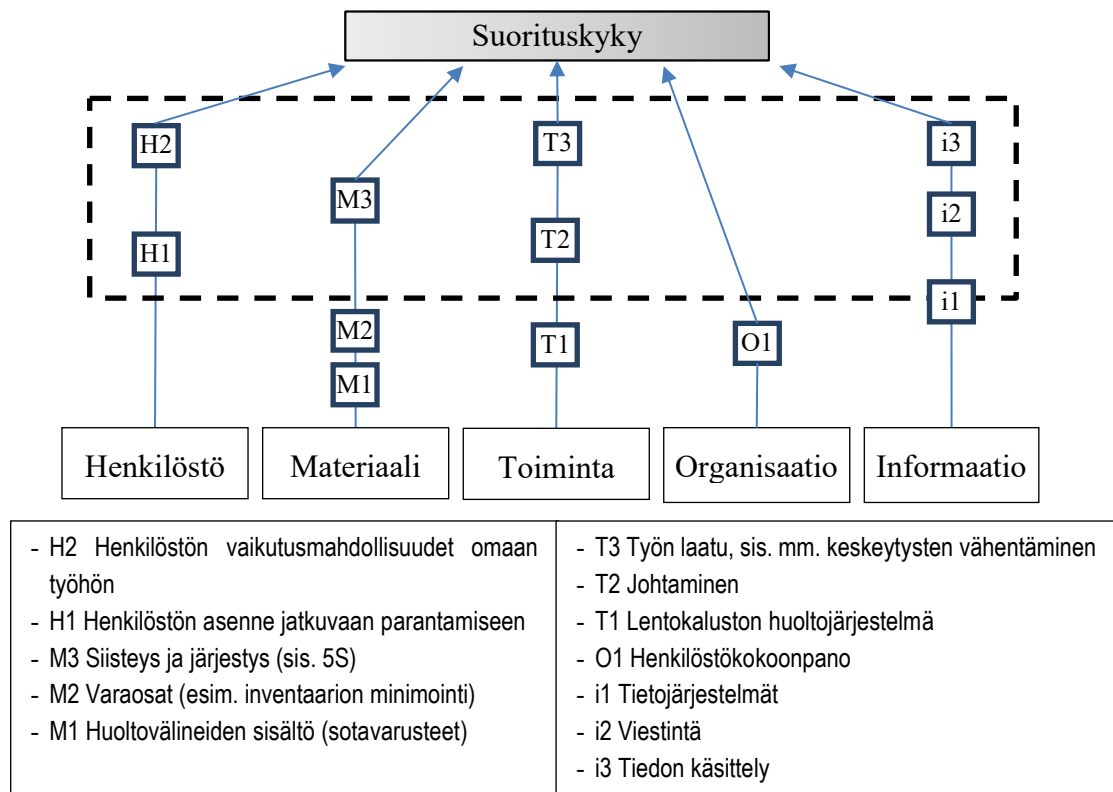 Suorituskyky
H2
T3
i3
M3
i2
H1
T2
i1
M2
T1
O1
M1
Henkilöstö
Materiaali
Toiminta
Organisaatio
Informaatio
- H2 Henkilöstön vaikutusmahdollisuudet omaan
työhön
- H1 Henkilöstön asenne jatkuvaan parantamiseen
- M3 Siisteys ja järjestys (sis. 5S)
- M2 Varaosat (esim. inventaarion minimointi)
- M1 Huoltovälineiden sisältö (sotavarusteet)
- T3 Työn laatu, sis. mm. keskeytysten vähentäminen
- T2 Johtaminen
- T1 Lentokaluston huoltojärjestelmä
- O1 Henkilöstökokoonpano
- i1 Tietojärjestelmät
- i2 Viestintä
- i3 Tiedon käsittely